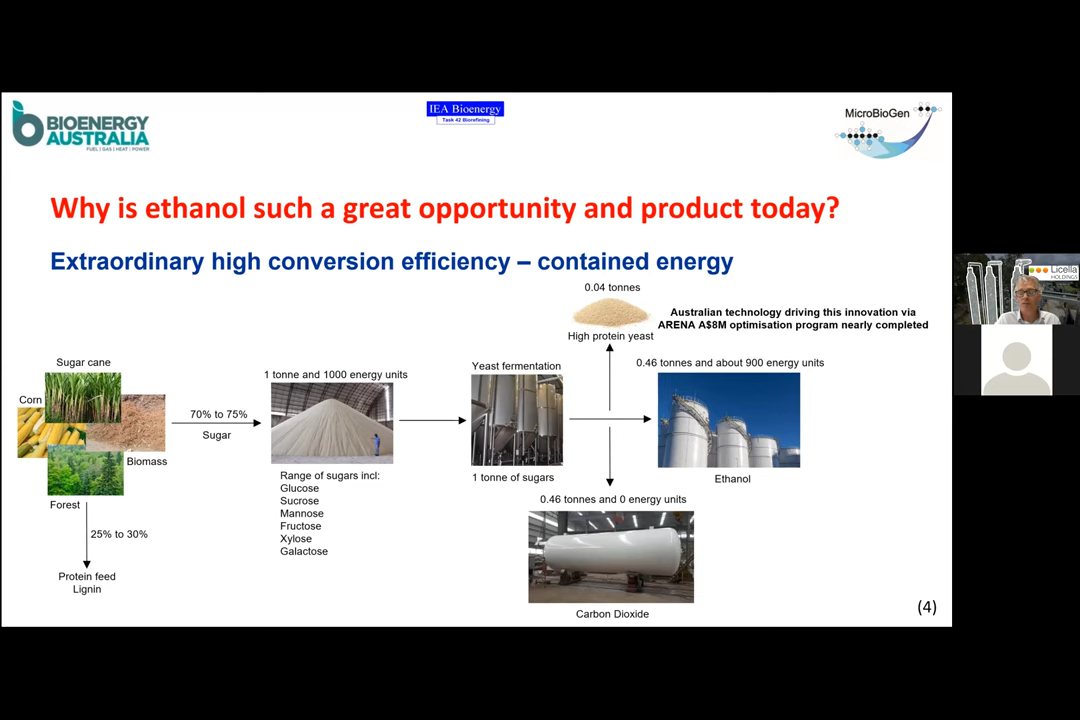 BIOENERGY
AUSTRALIA
FUEL | GAS | HEAT | POWER
IEA Bioenergy
Task 42 Biorefining
MicroBioGen
Why is ethanol such a great opportunity and product today?
Extraordinary high conversion efficiency – contained energy
0.04 tonnes
High protein yeast
Australian technology driving this innovation via
ARENA A$8M optimisation program nearly completed
Sugar cane
Corn
Biomass
Forest
70% to 75%
Sugar
25% to 30%
Protein feed
Lignin
1 tonne and 1000 energy units
Range of sugars incl:
Glucose
Sucrose
Mannose
Fructose
Xylose
Galactose
Yeast fermentation
1 tonne of sugars
0.46 tonnes and about 900 energy units
Ethanol
0.46 tonnes and 0 energy units
Carbon Dioxide
(4)
Licella
HOLDINGS